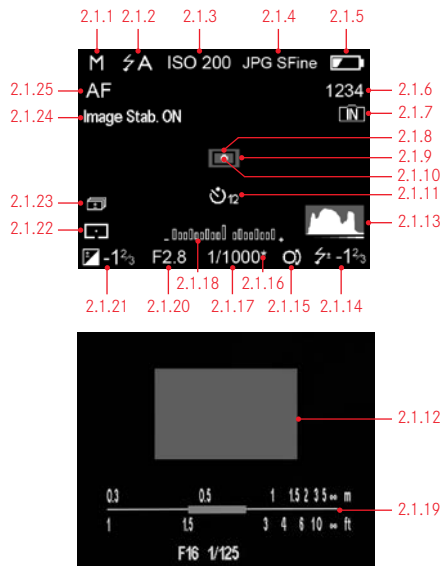 2.1.1 2.1.2 2.1.3 2.1.4 2.1.5
M ⚡A ISO 200 JPG SFine
2.1.25 AF 1234 2.1.6
2.1.24 Image Stab. ON IN 2.1.7
2.1.8
2.1.9
2.1.10
12 2.1.11
2.1.23
2.1.13
2.1.22
- +
-1⅔ F2.8 1/1000* -1⅔
2.1.18 2.1.16
2.1.21 2.1.20 2.1.17 2.1.15 2.1.14
2.1.12
0.3 0.5 1 1.5 2 3 5 ∞ m
2.1.19
1 1.5 3 4 6 10 ∞ ft
F16 1/125